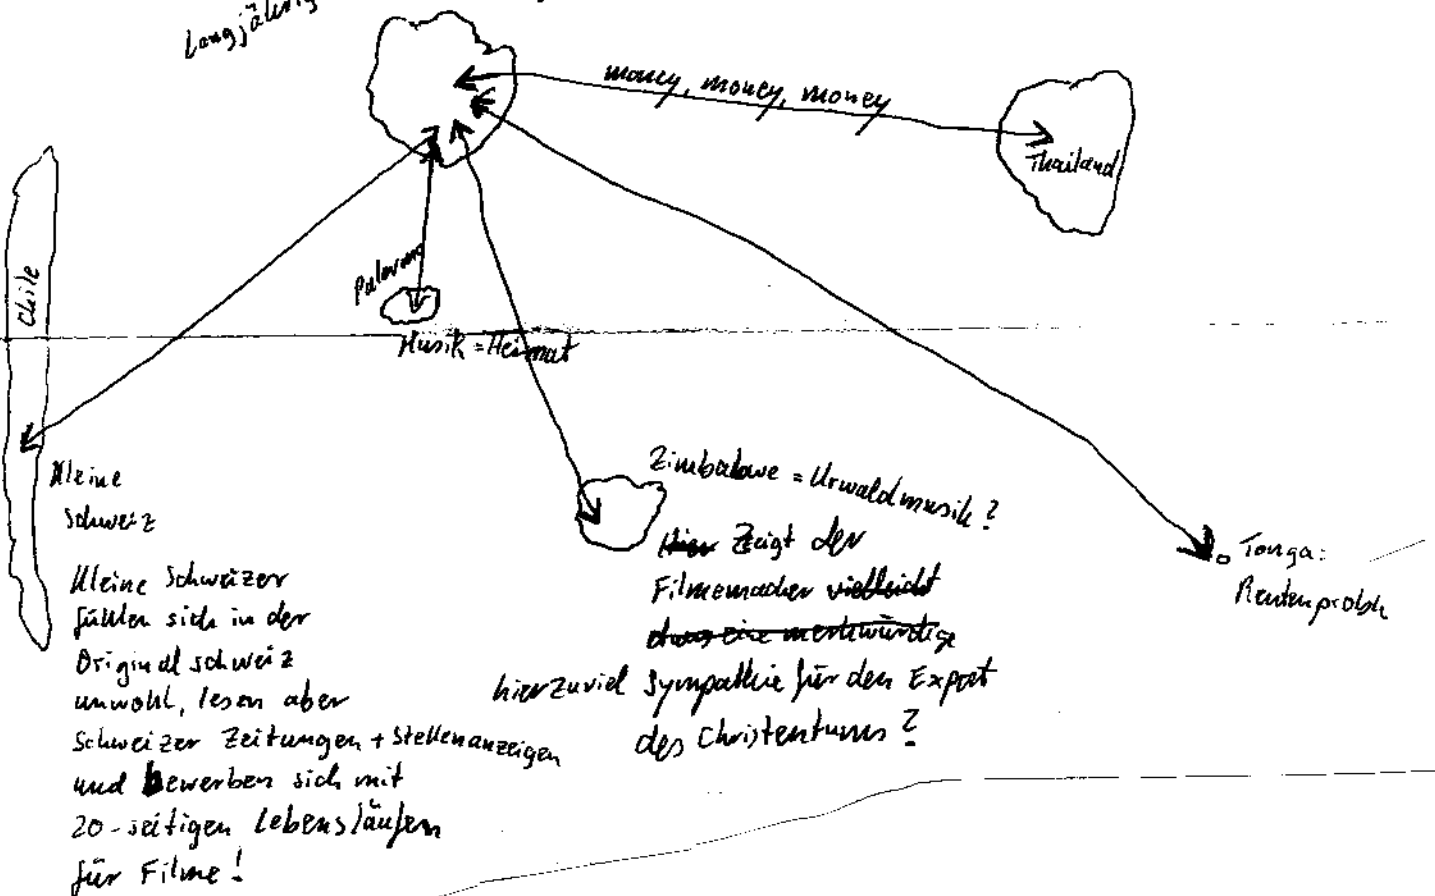 Langjährig
money, money, money
Thailand
Chile
Palermo
Musik = Heimat
Kleine
Schweiz
Kleine Schweizer
fühlen sich in der
Originalschweiz
unwohl, lesen aber
Schweizer Zeitungen + Stellenanzeigen
und bewerben sich mit
20-seitigen Lebensläufen
für Filme!
Zimbabwe = Urwaldmusik?
Hier Zeigt der
Filmemacher vielleicht
etwas eine merkwürdige
hier zuviel Sympathie für den Export
des Christentums?
Tonga:
Rentenprobl